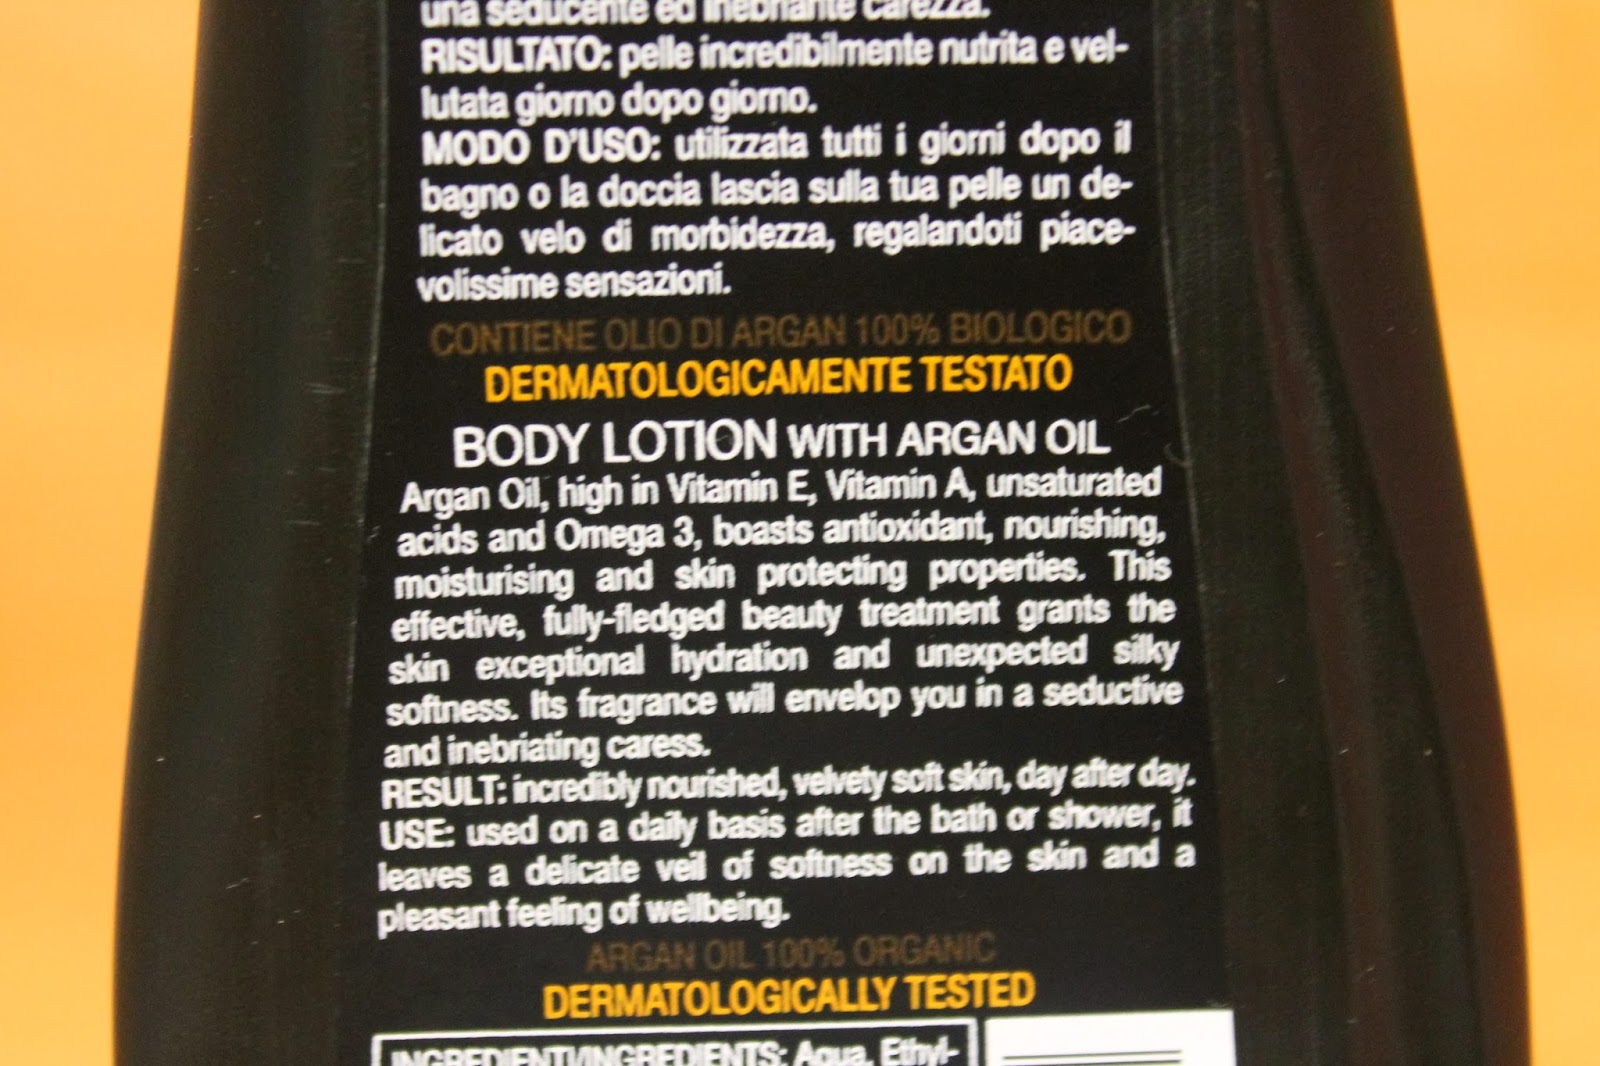 una seducente ed inebriante carezza.
RISULTATO: pelle incredibilmente nutrita e vel-
lutata giorno dopo giorno.
MODO D'USO: utilizzata tutti i giorni dopo il
bagno o la doccia lascia sulla tua pelle un de-
licato velo di morbidezza, regalandoti piace-
volissime sensazioni.
CONTIENE OLIO DI ARGAN 100% BIOLOGICO
DERMATOLOGICAMENTE TESTATO
BODY LOTION WITH ARGAN OIL
Argan Oil, high in Vitamin E, Vitamin A, unsaturated
acids and Omega 3, boasts antioxidant, nourishing,
moisturising and skin protecting properties. This
effective, fully-fledged beauty treatment grants the
skin exceptional hydration and unexpected silky
softness. Its fragrance will envelop you in a seductive
and inebriating caress.
RESULT: incredibly nourished, velvety soft skin, day after day.
USE: used on a daily basis after the bath or shower, it
leaves a delicate veil of softness on the skin and a
pleasant feeling of wellbeing.
ARGAN OIL 100% ORGANIC
DERMATOLOGICALLY TESTED
INGREDIENTI/INGREDIENTS: Aqua, Ethyl-